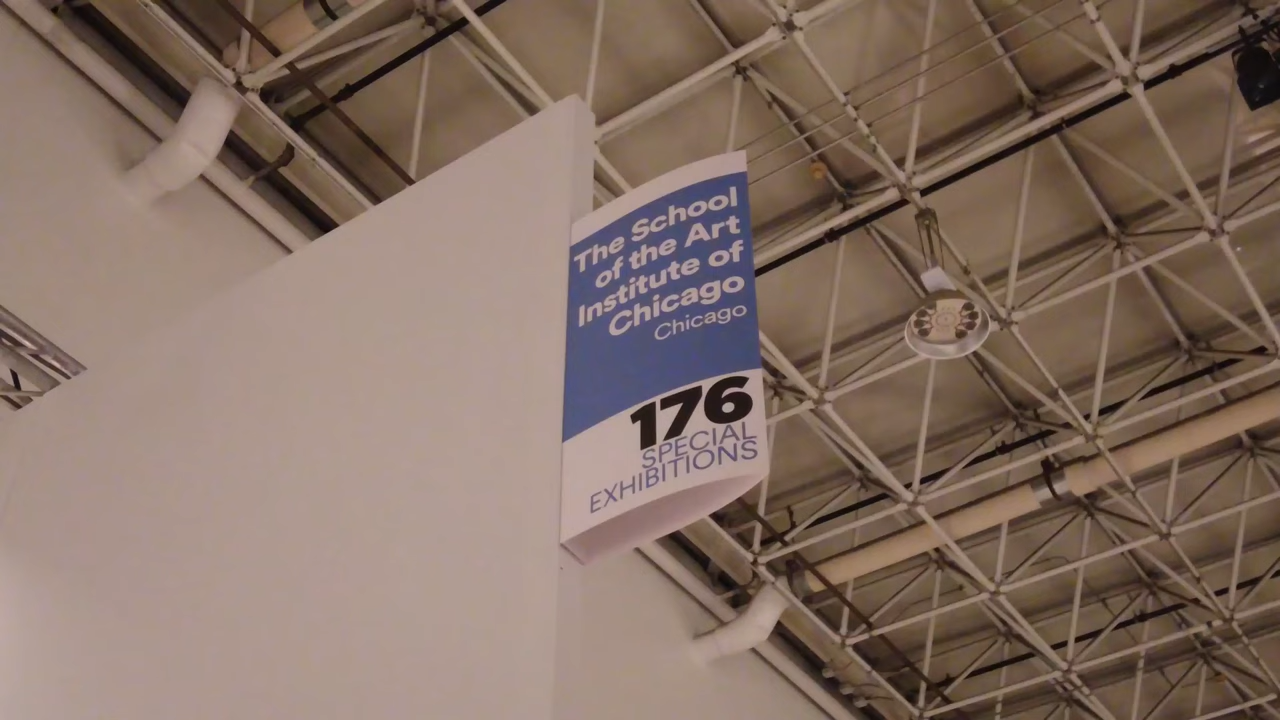 The School
of the Art
Institute of
Chicago
Chicago
176
SPECIAL
EXHIBITIONS